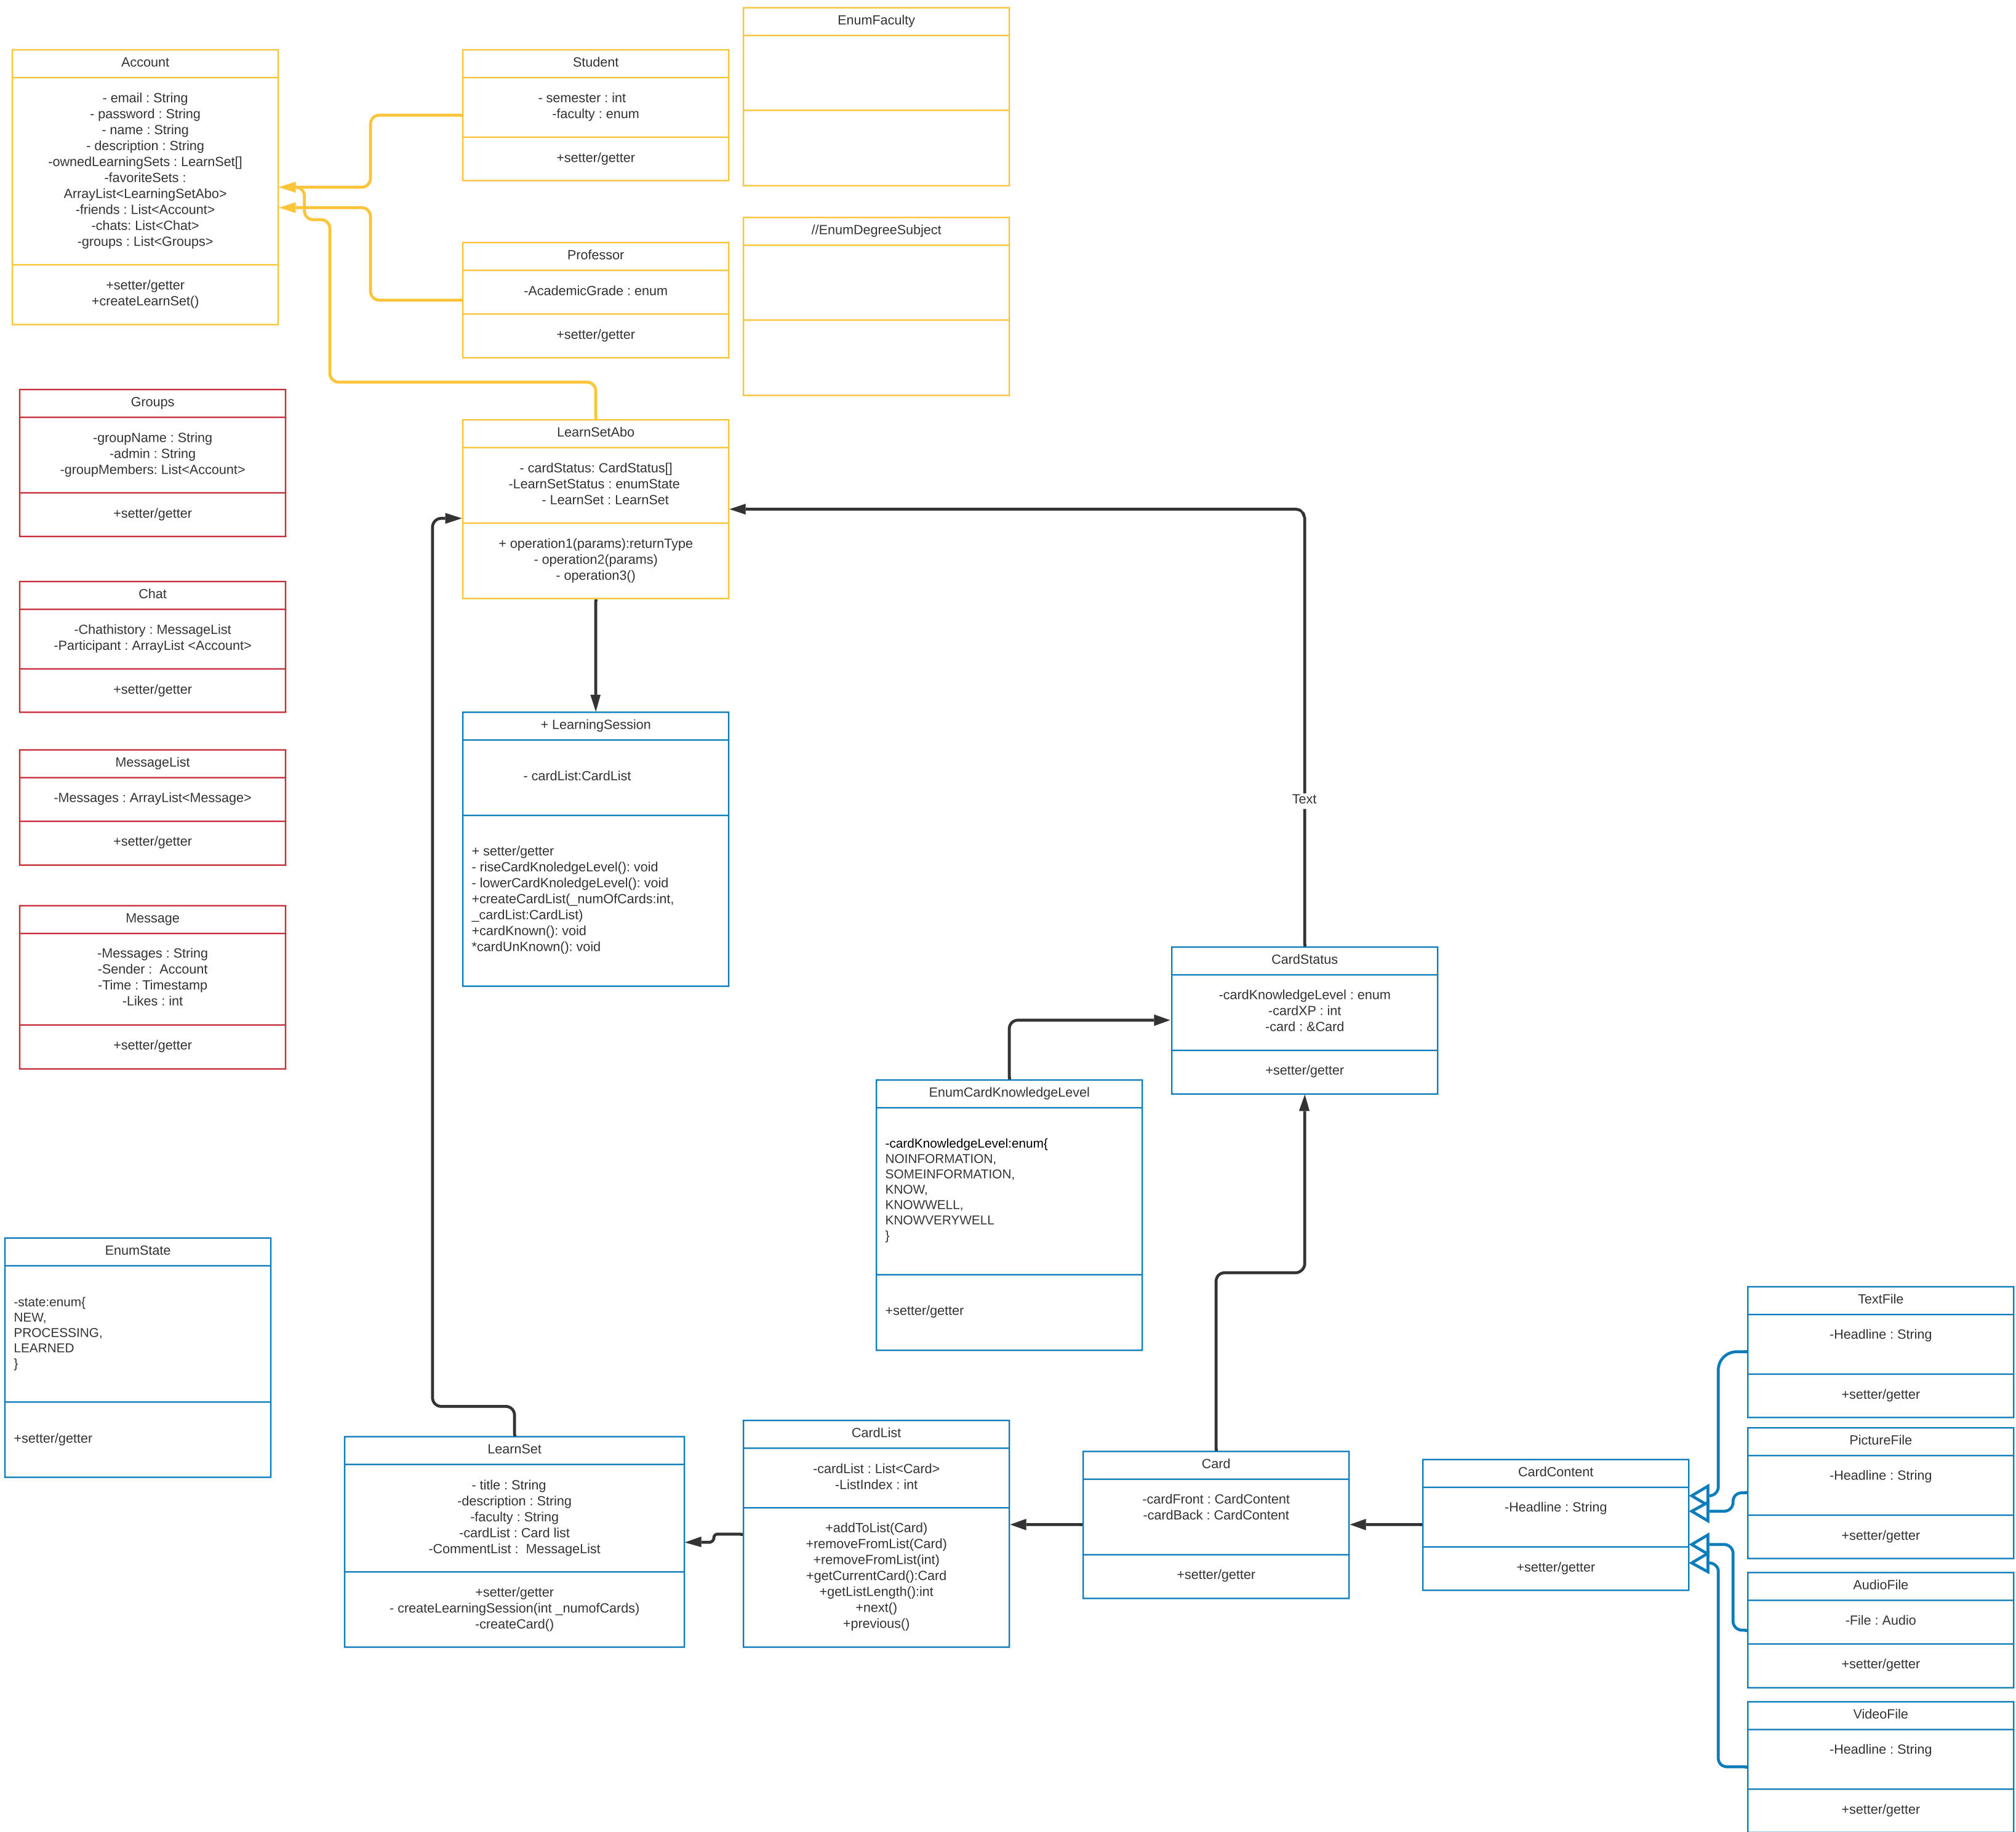 EnumFaculty
Account
- email : String
- password : String
- name : String
- description : String
-ownedLearningSets : LearnSet[]
-favoriteSets :
ArrayList<LearningSetAbo>
-friends : List<Account>
-chats: List<Chat>
-groups : List<Groups>
+setter/getter
+createLearnSet()
Student
- semester : int
-faculty : enum
+setter/getter
//EnumDegreeSubject
Professor
-AcademicGrade : enum
+setter/getter
Groups
-groupName : String
-admin : String
-groupMembers: List<Account>
+setter/getter
LearnSetAbo
- cardStatus: CardStatus[]
-LearnSetStatus : enumState
- LearnSet : LearnSet
+ operation1(params):returnType
- operation2(params)
- operation3()
Chat
-Chathistory : MessageList
-Participant : ArrayList <Account>
+setter/getter
+ LearningSession
- cardList:CardList
+ setter/getter
- riseCardKnoledgeLevel(): void
- lowerCardKnoledgeLevel(): void
+createCardList(_numOfCards:int,
_cardList:CardList)
+cardKnown(): void
*cardUnKnown(): void
MessageList
-Messages : ArrayList<Message>
+setter/getter
Text
Message
-Messages : String
-Sender :  Account
-Time : Timestamp
-Likes : int
+setter/getter
CardStatus
-cardKnowledgeLevel : enum
-cardXP : int
-card : &Card
+setter/getter
EnumCardKnowledgeLevel
-cardKnowledgeLevel:enum{
NOINFORMATION,
SOMEINFORMATION,
KNOW,
KNOWWELL,
KNOWVERYWELL
}
+setter/getter
EnumState
-state:enum{
NEW,
PROCESSING,
LEARNED
}
+setter/getter
LearnSet
- title : String
-description : String
-faculty : String
-cardList : Card list
-CommentList :  MessageList
+setter/getter
- createLearningSession(int _numofCards)
-createCard()
CardList
-cardList : List<Card>
-ListIndex : int
+addToList(Card)
+removeFromList(Card)
+removeFromList(int)
+getCurrentCard():Card
+getListLength():int
+next()
+previous()
Card
-cardFront : CardContent
-cardBack : CardContent
+setter/getter
CardContent
-Headline : String
+setter/getter
TextFile
-Headline : String
+setter/getter
PictureFile
-Headline : String
+setter/getter
AudioFile
-File : Audio
+setter/getter
VideoFile
-Headline : String
+setter/getter